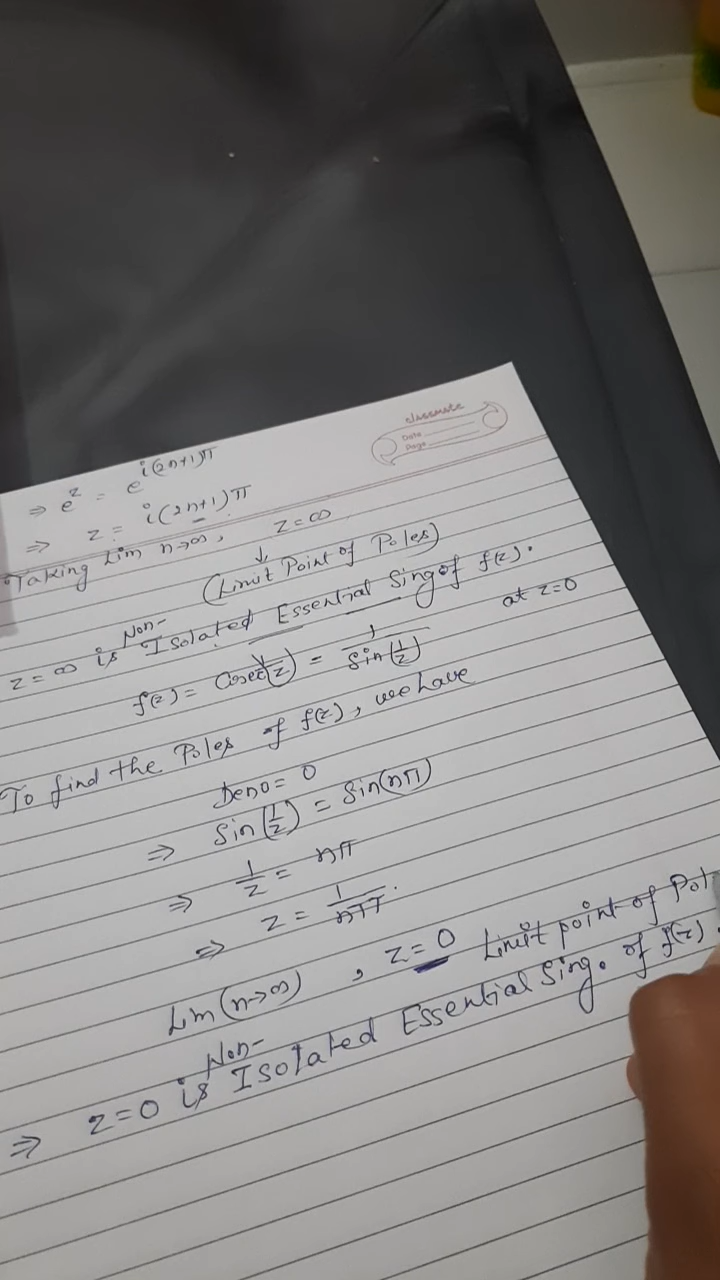 classmate
Date
Page
⇒ e^z = e^{i(2n+1)π}
⇒ z = i(2n+1)π
Taking Lim n→∞, z = ∞
↓
(Limit Point of Poles)
z = ∞ is Non-Isolated Essential Sing of f(z).
f(z) = Cosec(1/z) = 1/Sin(1/z) at z=0
To find the Poles of f(z), we have
Deno = 0
⇒ Sin(1/z) = Sin(nπ)
⇒ 1/z = nπ
⇒ z = 1/nπ.
Lim (n→∞), z = 0 Limit point of Pol
⇒ z=0 is Non-Isolated Essential Sing. of f(z).